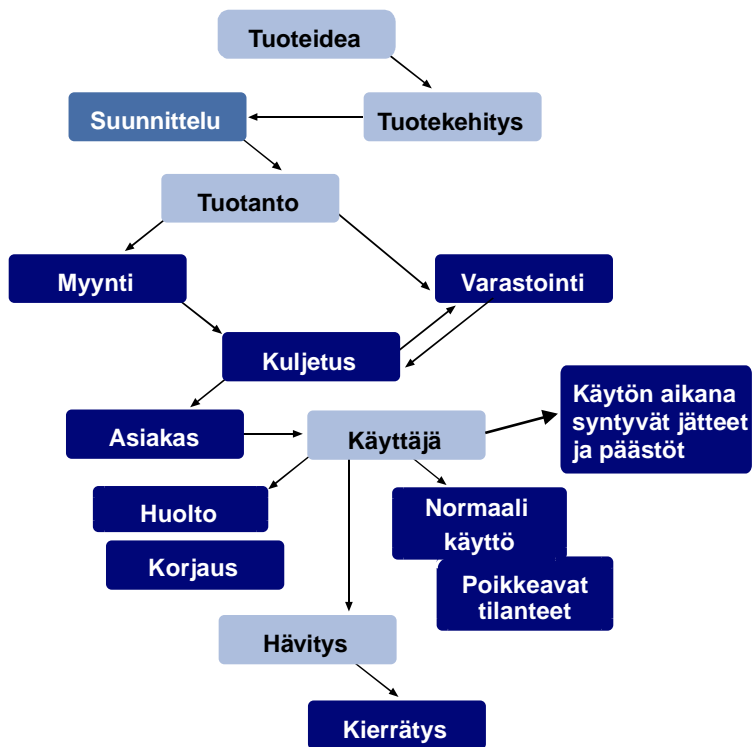 Tuoteidea
Suunnittelu
Tuotekehitys
Tuotanto
Myynti
Varastointi
Kuljetus
Käytön aikana
syntyvät jätteet
ja päästöt
Asiakas
Käyttäjä
Huolto
Normaali
käyttö
Korjaus
Poikkeavat
tilanteet
Hävitys
Kierrätys